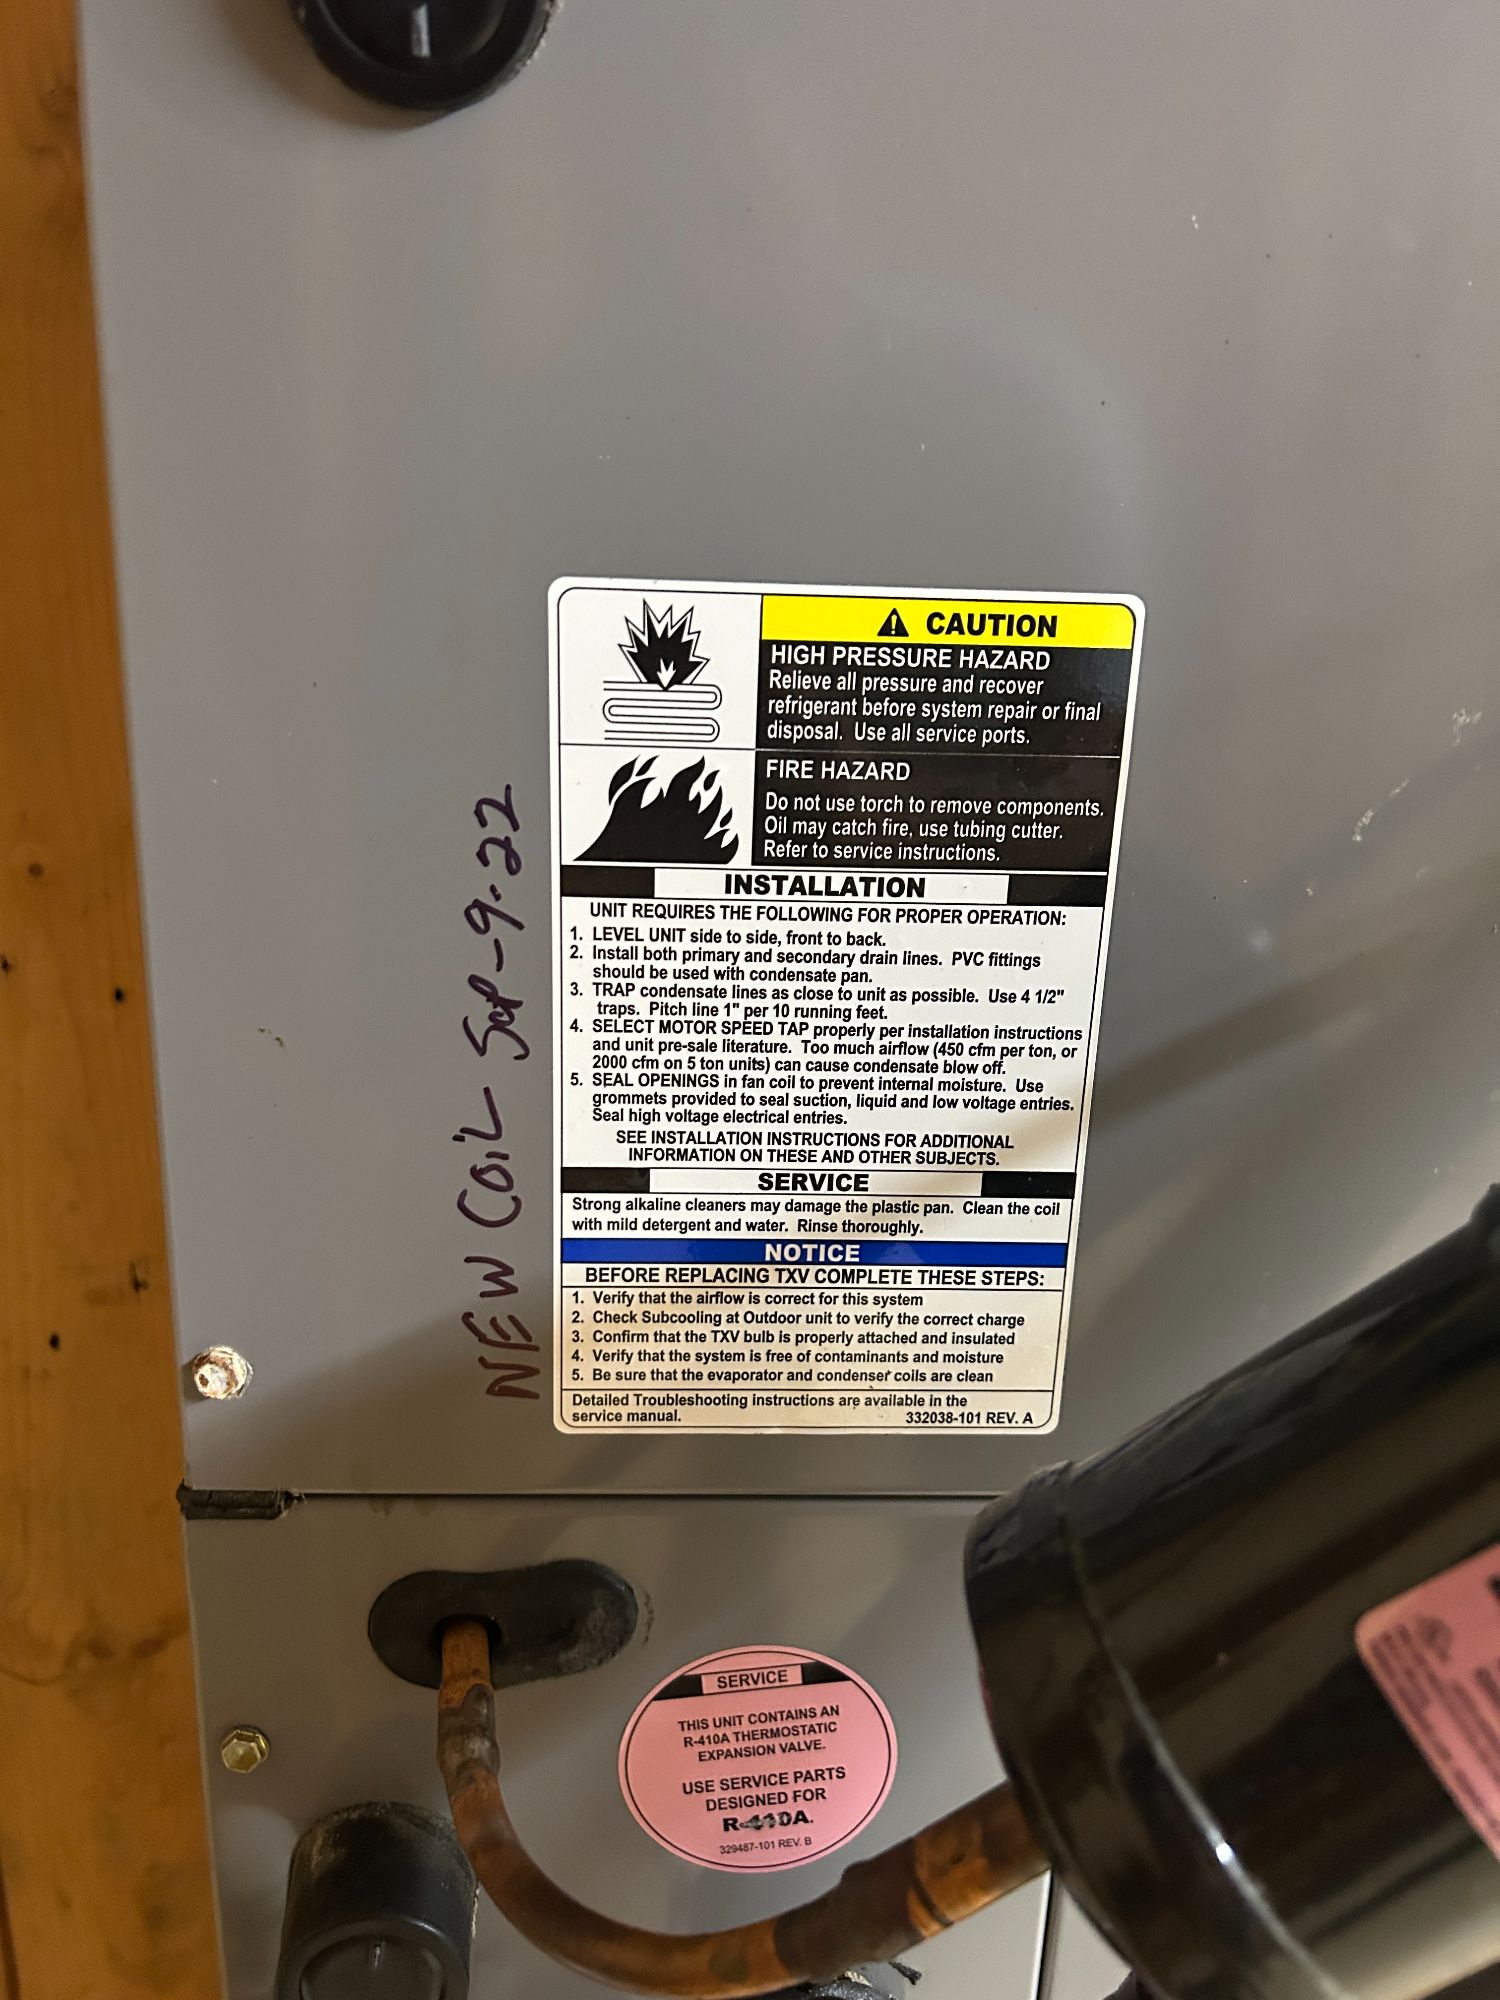 CAUTION
HIGH PRESSURE HAZARD
Relieve all pressure and recover
refrigerant before system repair or final
disposal. Use all service ports.
FIRE HAZARD
Do not use torch to remove components.
Oil may catch fire, use tubing cutter.
Refer to service instructions.
INSTALLATION
UNIT REQUIRES THE FOLLOWING FOR PROPER OPERATION:
1. LEVEL UNIT side to side, front to back.
2. Install both primary and secondary drain lines. PVC fittings
should be used with condensate pan.
3. TRAP condensate lines as close to unit as possible. Use 4 1/2"
traps. Pitch line 1" per 10 running feet.
4. SELECT MOTOR SPEED TAP properly per installation instructions
and unit pre-sale literature. Too much airflow (450 cfm per ton, or
2000 cfm on 5 ton units) can cause condensate blow off.
5. SEAL OPENINGS in fan coil to prevent internal moisture. Use
grommets provided to seal suction, liquid and low voltage entries.
Seal high voltage electrical entries.
SEE INSTALLATION INSTRUCTIONS FOR ADDITIONAL
INFORMATION ON THESE AND OTHER SUBJECTS.
SERVICE
Strong alkaline cleaners may damage the plastic pan. Clean the coil
with mild detergent and water. Rinse thoroughly.
NOTICE
BEFORE REPLACING TXV COMPLETE THESE STEPS:
1. Verify that the airflow is correct for this system
2. Check Subcooling at Outdoor unit to verify the correct charge
3. Confirm that the TXV bulb is properly attached and insulated
4. Verify that the system is free of contaminants and moisture
5. Be sure that the evaporator and condenser coils are clean
Detailed Troubleshooting instructions are available in the
service manual. 332038-101 REV. A
NEW COIL Sep-9-22
SERVICE
THIS UNIT CONTAINS AN
R-410A THERMOSTATIC
EXPANSION VALVE.
USE SERVICE PARTS
DESIGNED FOR
R-410A.
329487-101 REV. B